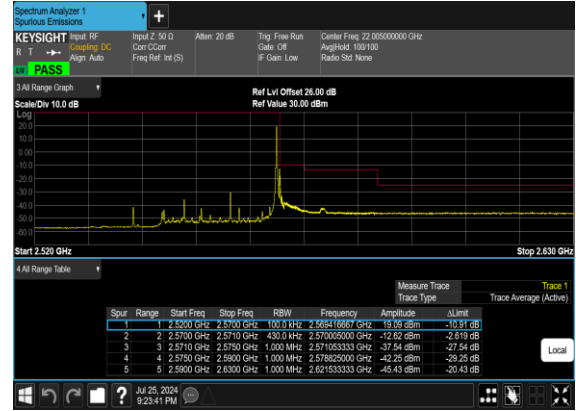 Spectrum Analyzer 1
Spurious Emissions
KEYSIGHT Input: RF Input Z: 50 Ω Atten: 20 dB Trig: Free Run Center Freq: 22.005000000 GHz
R T Coupling: DC Corr CCorr Gate: Off Avg|Hold: 100/100
Align: Auto Freq Ref: Int (S) IF Gain: Low Radio Std: None
PASS
3 All Range Graph
Ref Lvl Offset 26.00 dB
Scale/Div 10.0 dB Ref Value 30.00 dBm
Log
20.0
10.0
0.00
-10.0
-20.0
-30.0
-40.0
-50.0
-60.0
Start 2.520 GHz Stop 2.630 GHz
4 All Range Table
Measure Trace Trace 1
Trace Type Trace Average (Active)
Spur Range Start Freq Stop Freq RBW Frequency Amplitude ΔLimit
1 1 2.5200 GHz 2.5700 GHz 100.0 kHz 2.569416667 GHz 19.09 dBm -10.91 dB
2 2 2.5700 GHz 2.5710 GHz 430.0 kHz 2.570005000 GHz -12.62 dBm -2.619 dB
3 3 2.5710 GHz 2.5750 GHz 1.000 MHz 2.571053333 GHz -37.54 dBm -27.54 dB
4 4 2.5750 GHz 2.5900 GHz 1.000 MHz 2.578825000 GHz -42.25 dBm -29.25 dB
5 5 2.5900 GHz 2.6300 GHz 1.000 MHz 2.621533333 GHz -45.43 dBm -20.43 dB
Local
Jul 25, 2024
9:23:41 PM